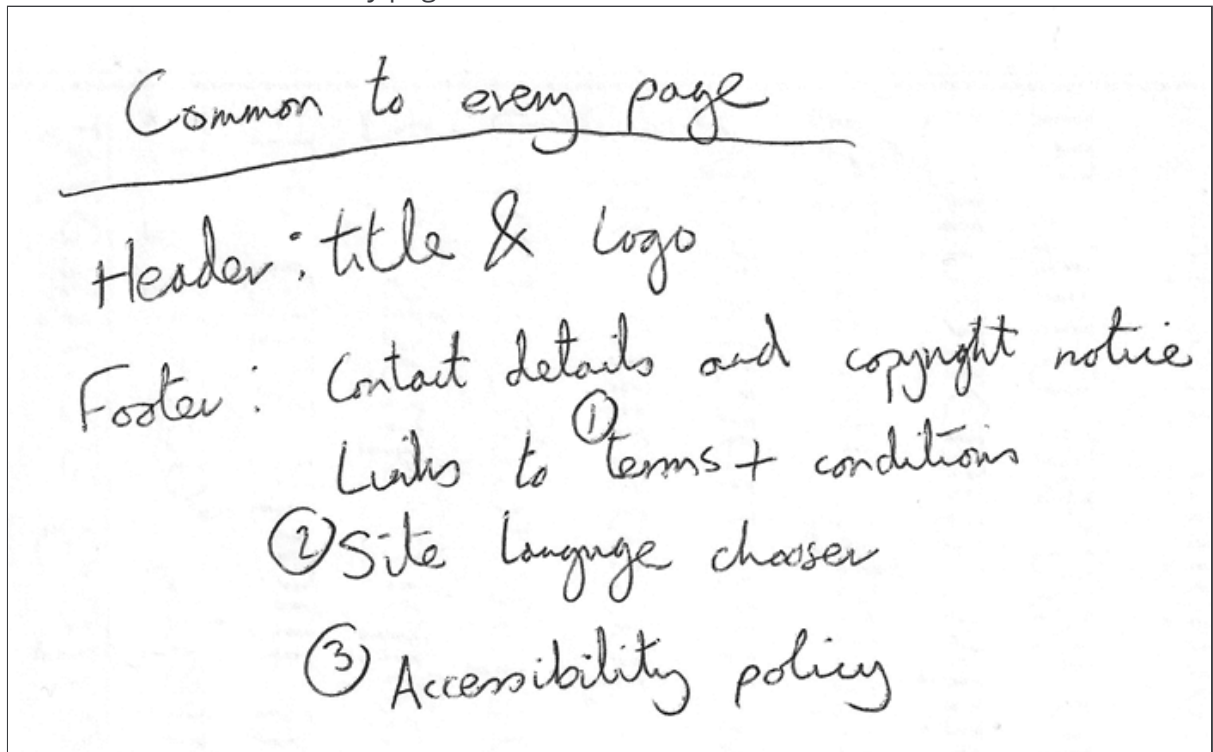 Common to every page
Header: title & logo
Footer: Contact details and copyright notice
Links to ① terms + conditions
② Site language chooser
③ Accessibility policy